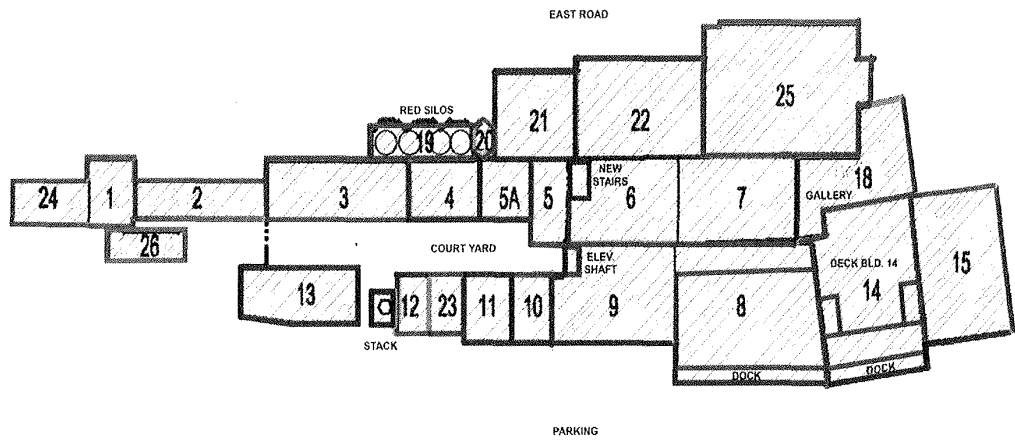 EAST ROAD
25
21
22
RED SILOS
19
20
24
1
2
3
4
5A
5
NEW
STAIRS
6
7
18
GALLERY
26
COURT YARD
ELEV.
SHAFT
DECK BLD. 14
15
13
12
23
11
10
9
8
14
STACK
DOCK
DOCK
PARKING